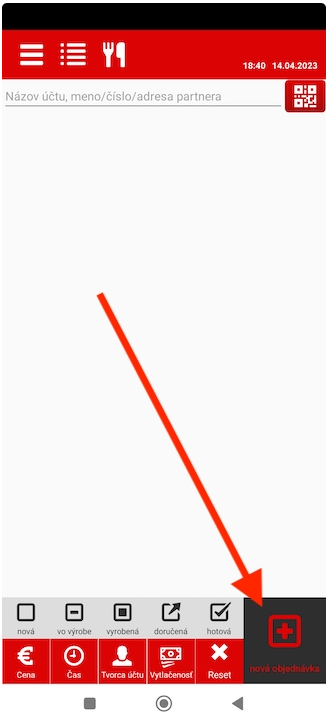 18:40 14.04.2023
Názov účtu, meno/číslo/adresa partnera
nová
vo výrobe
vyrobená
doručená
hotová
nová objednávka
Cena
Čas
Tvorca účtu
Vytlačenosť
Reset